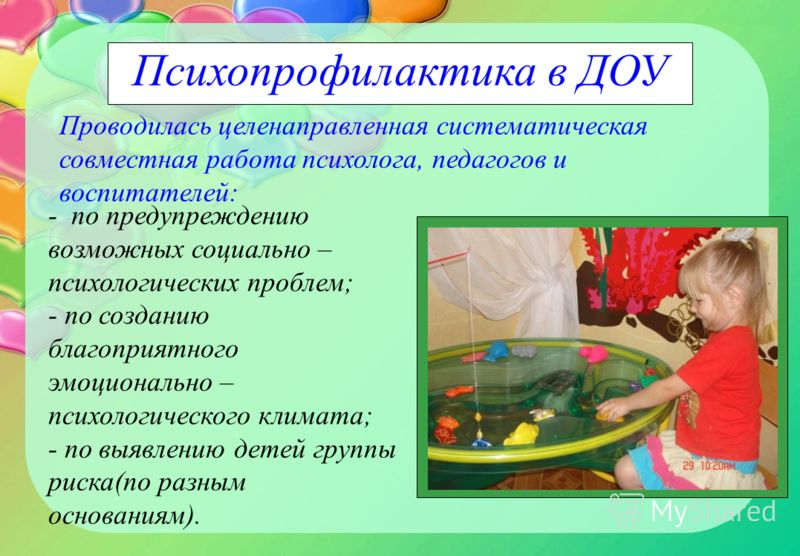 Психопрофилактика в ДОУ
Проводилась целенаправленная систематическая
совместная работа психолога, педагогов и
воспитателей:
- по предупреждению
возможных социально –
психологических проблем;
- по созданию
благоприятного
эмоционально –
психологического климата;
- по выявлению детей группы
риска(по разным
основаниям).
29 10:20AM
MyShared